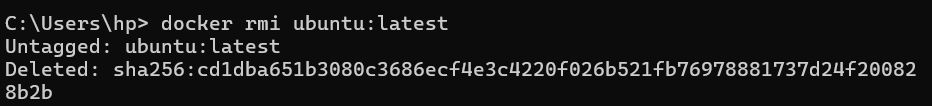 C:\Users\hp> docker rmi ubuntu:latest
Untagged: ubuntu:latest
Deleted: sha256:cd1dba651b3080c3686ecf4e3c4220f026b521fb76978881737d24f20082
8b2b